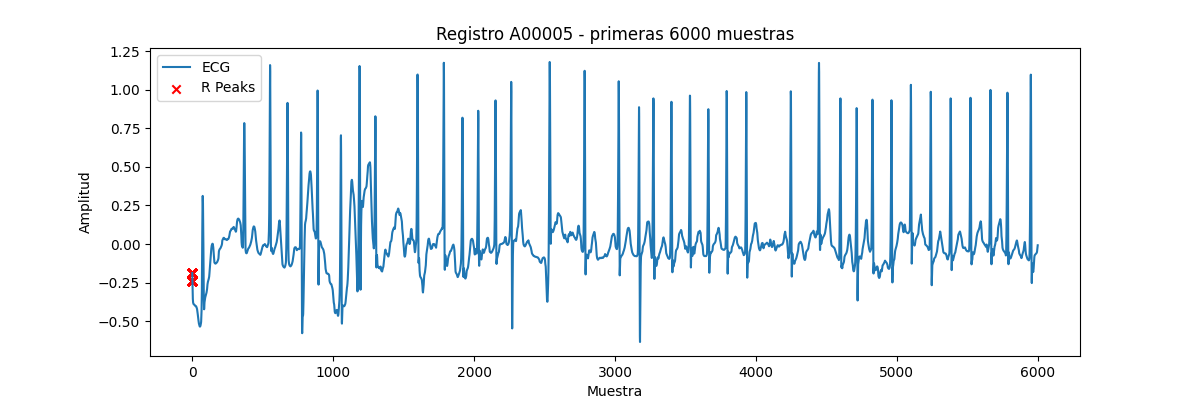 Registro A00005 - primeras 6000 muestras
ECG
R Peaks
1.25
1.00
0.75
0.50
0.25
0.00
−0.25
−0.50
Amplitud
0 1000 2000 3000 4000 5000 6000
Muestra